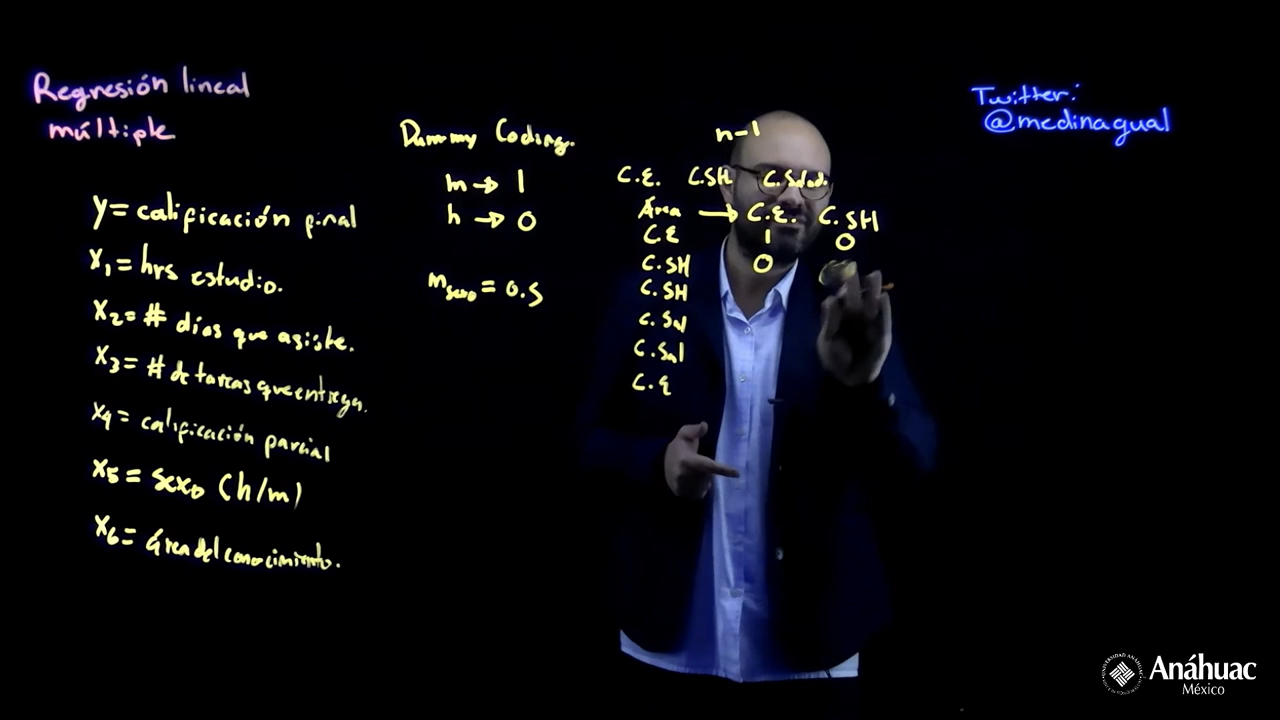 Regresión lineal
múltiple
y = calificación final
x1 = hrs estudio.
x2 = # días que asiste.
x3 = # de tareas que entrega.
x4 = calificación parcial
x5 = sexo (h/m)
x6 = área del conocimiento.
Dummy Coding.
m → 1
h → 0
m sexo = 0.5
n-1
C.E. C.SH C.Salud.
Área → C.E. C.SH
C.E 1 0
C.SH 0
C.SH
C.Sal
C.Sal
C.E
Twitter:
@medinagual
Anáhuac
México